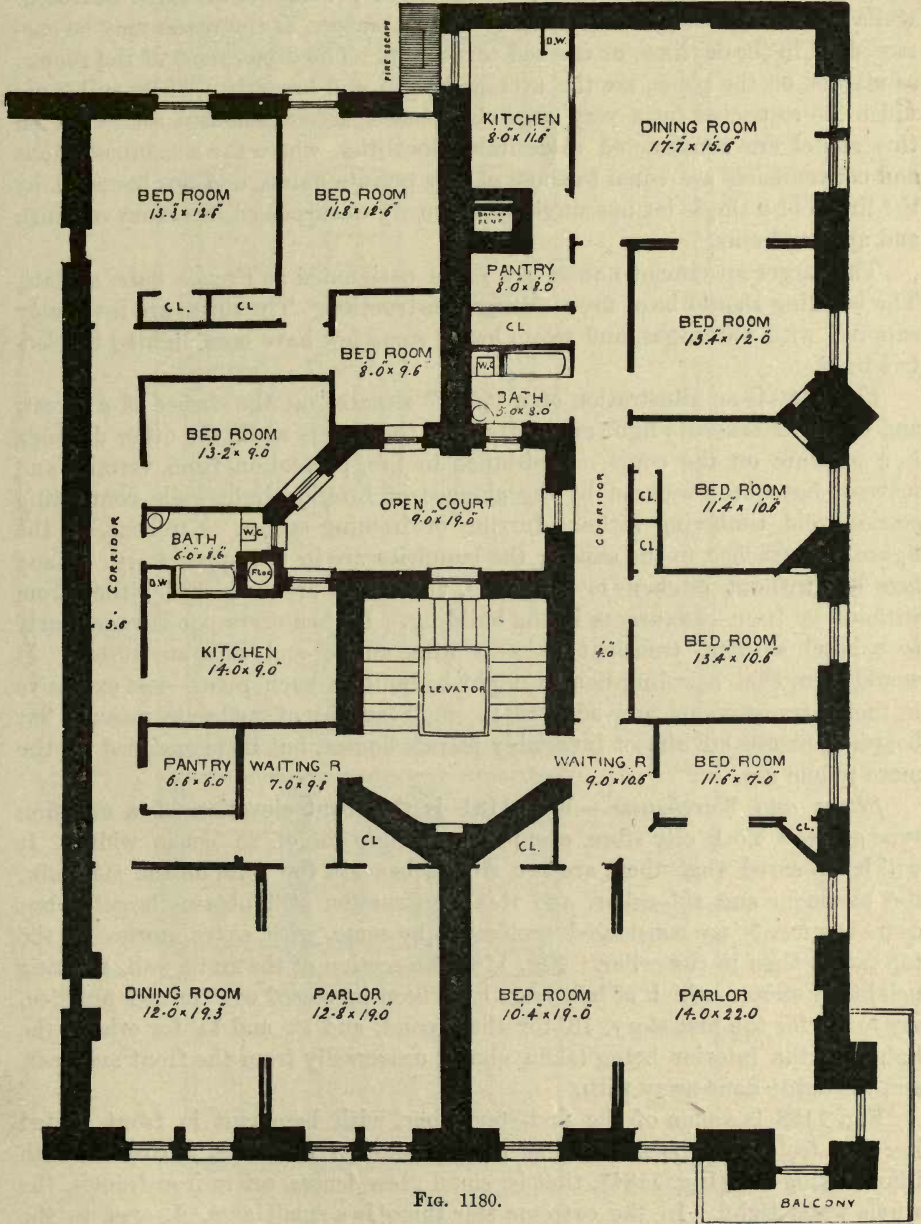 FIRE ESCAPE
D.W.
KITCHEN
8.0"x 11.6"
DINING ROOM
17.7"x 15.6"
BED ROOM
13.3"x 12.6"
BED ROOM
11.8"x 12.6"
FLUE
PANTRY
8.0"x 8.0"
CL.
CL
CL
BED ROOM
13.4"x 12.0"
BED ROOM
8.0"x 9.6"
W.C
BATH
5.0"x 8.0"
BED ROOM
13.2"x 9.0"
OPEN COURT
9.0"x 19.0"
BED ROOM
11.4"x 10.6"
CL.
CL.
CORRIDOR
CORRIDOR
BATH
6.0"x 8.6"
W.C
D.W
Flue
3.6"
KITCHEN
14.0"x 9.0"
4.0"
BED ROOM
13.4"x 10.6"
ELEVATOR
PANTRY
6.6"x 6.0"
WAITING R
7.0"x 9.8"
WAITING R
9.0"x 10.6"
BED ROOM
11.6"x 7.0"
CL.
CL.
CL.
DINING ROOM
12.0"x 19.3"
PARLOR
12.8"x 19.0"
BED ROOM
10.4"x 19.0"
PARLOR
14.0"x 22.0"
BALCONY
FIG. 1180.